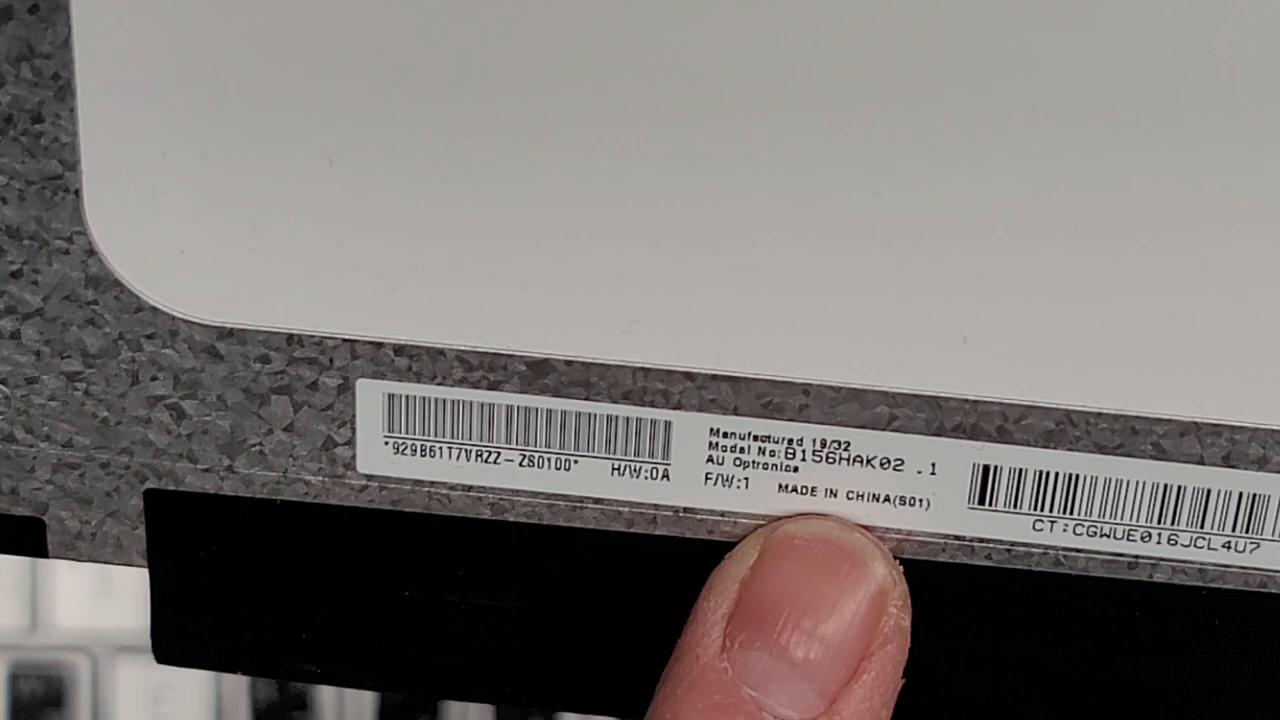 *929B61T7VRZZ-ZS0100*
H/W:0A
Manufactured 19/32
Model No:B156HAK02 .1
AU Optronics
F/W:1 MADE IN CHINA(S01)
CT:CGWUE016JCL4U7